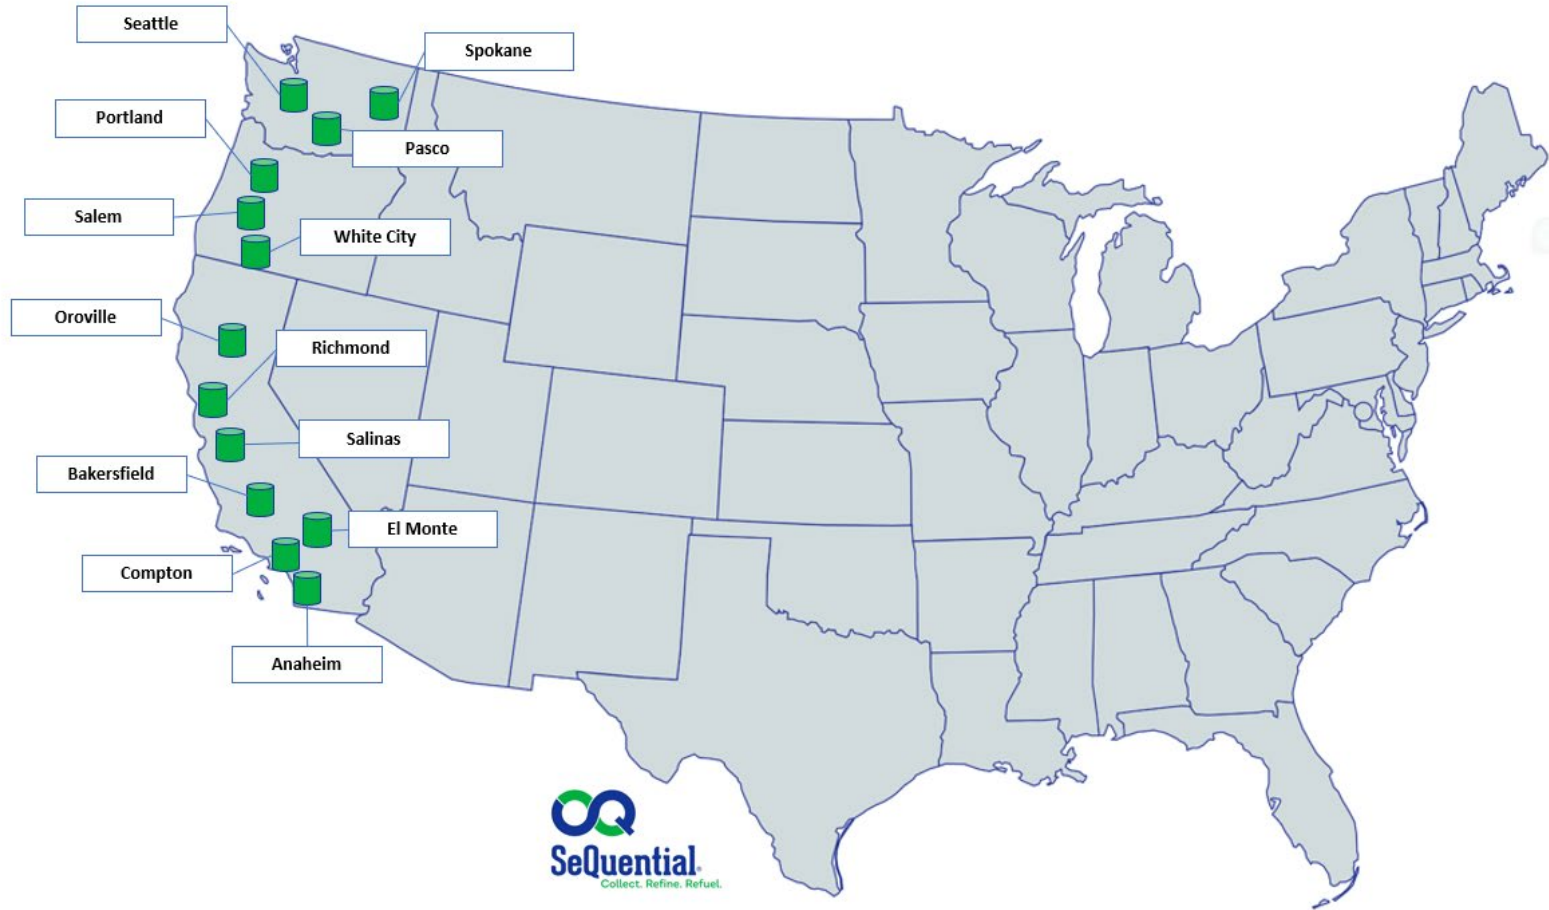 Seattle
Spokane
Portland
Pasco
Salem
White City
Oroville
Richmond
Salinas
Bakersfield
El Monte
Compton
Anaheim
SeQuential
Collect. Refine. Refuel.